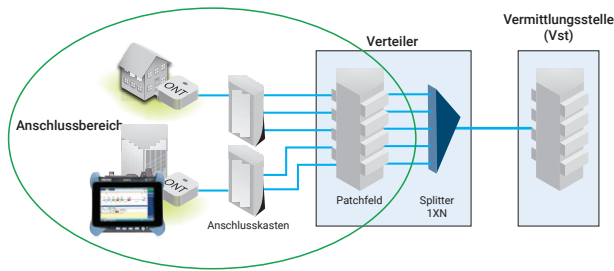 Vermittlungsstelle
(Vst)
Verteiler
ONT
Anschlussbereich
ONT
Anschlusskasten
Patchfeld
Splitter
1XN